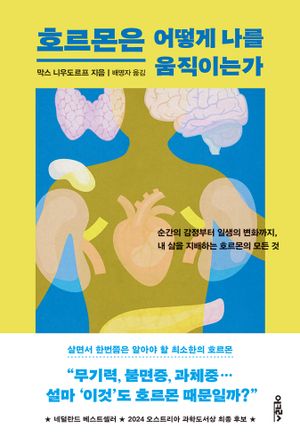 호르몬은 어떻게 나를
움직이는가
막스 니우도르프 지음 | 배명자 옮김
순간의 감정부터 일생의 변화까지,
내 삶을 지배하는 호르몬의 모든 것
살면서 한번쯤은 알아야 할 최소한의 호르몬
“무기력, 불면증, 과체중…
설마 ‘이것’도 호르몬 때문일까?”
★ 네덜란드 베스트셀러 ★ 2024 오스트리아 과학도서상 최종 후보 ★
어크로스